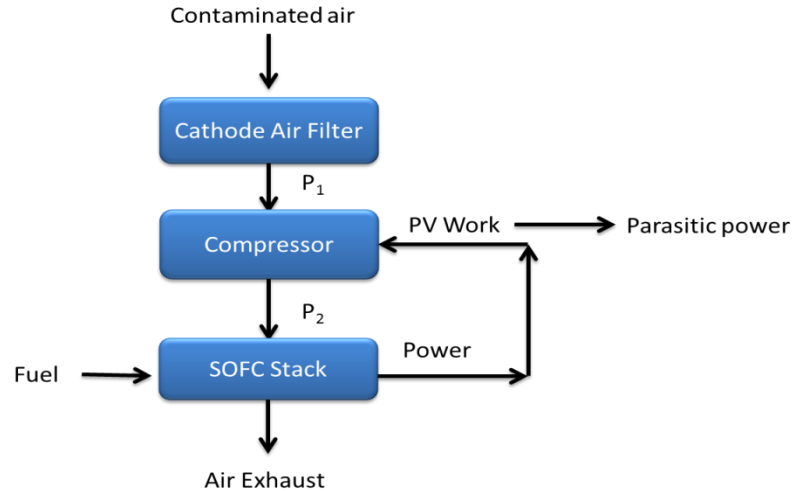 Contaminated air
Cathode Air Filter
P₁
PV Work
Parasitic power
Compressor
P₂
Power
Fuel
SOFC Stack
Air Exhaust